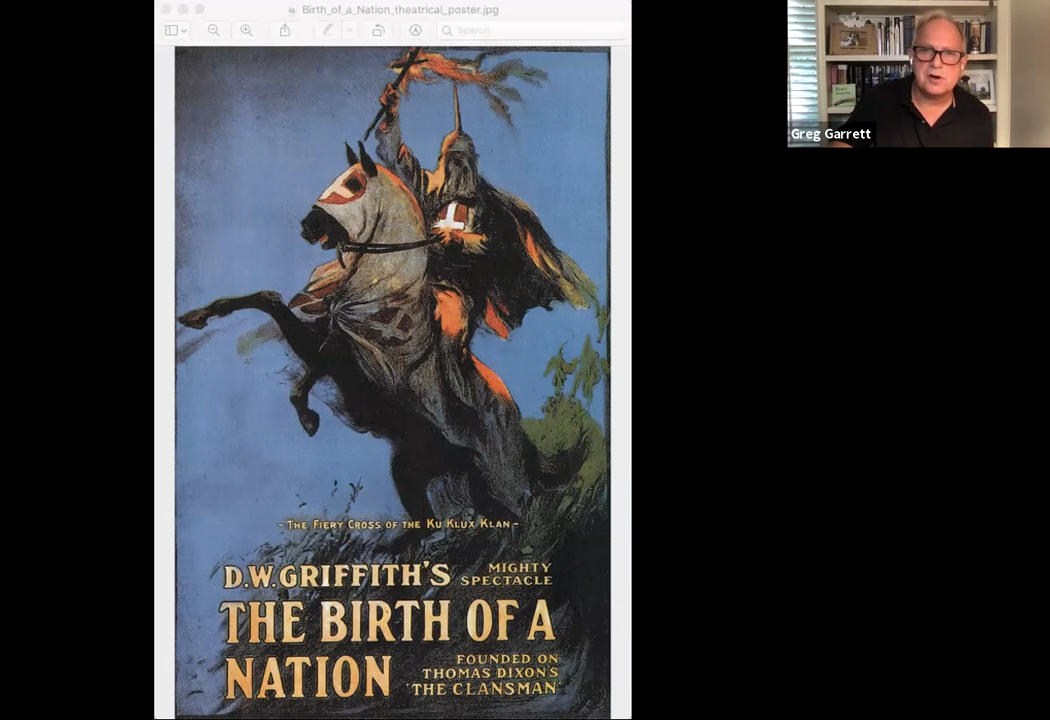 Birth_of_a_Nation_theatrical_poster.jpg
Search
Greg Garrett
- THE FIERY CROSS OF THE KU KLUX KLAN -
D.W. GRIFFITH'S MIGHTY SPECTACLE
THE BIRTH OF A
NATION
FOUNDED ON
THOMAS DIXON'S
'THE CLANSMAN'